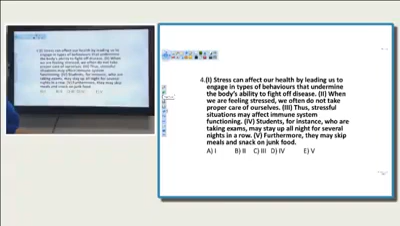 4.(I) Stress can affect our health by leading us to
engage in types of behaviours that undermine
the body's ability to fight off disease. (II) When
we are feeling stressed, we often do not take
proper care of ourselves. (III) Thus, stressful
situations may affect immune system
functioning. (IV) Students, for instance, who are
taking exams, may stay up all night for several
nights in a row. (V) Furthermore, they may skip
meals and snack on junk food.
A) I B) II C) III D) IV E) V